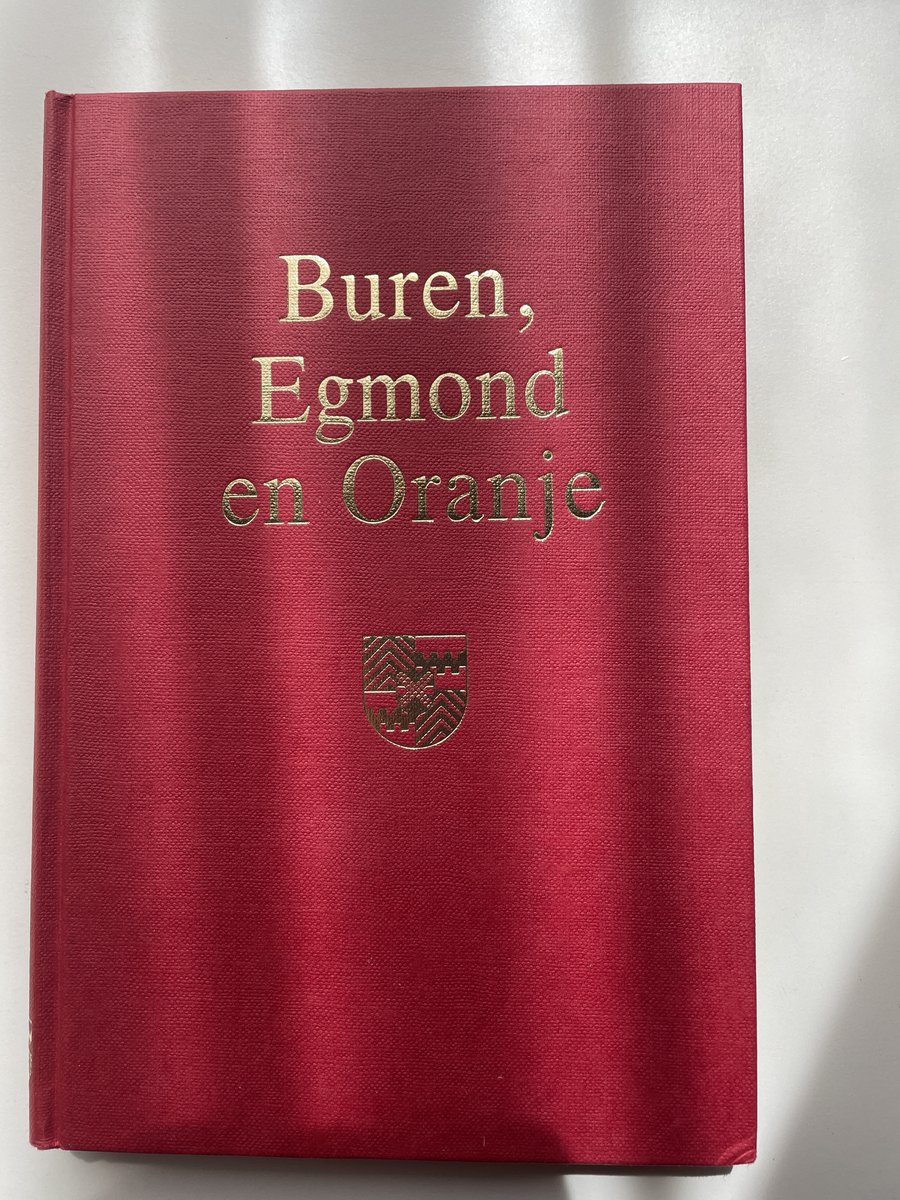 Buren,
Egmond
en Oranje